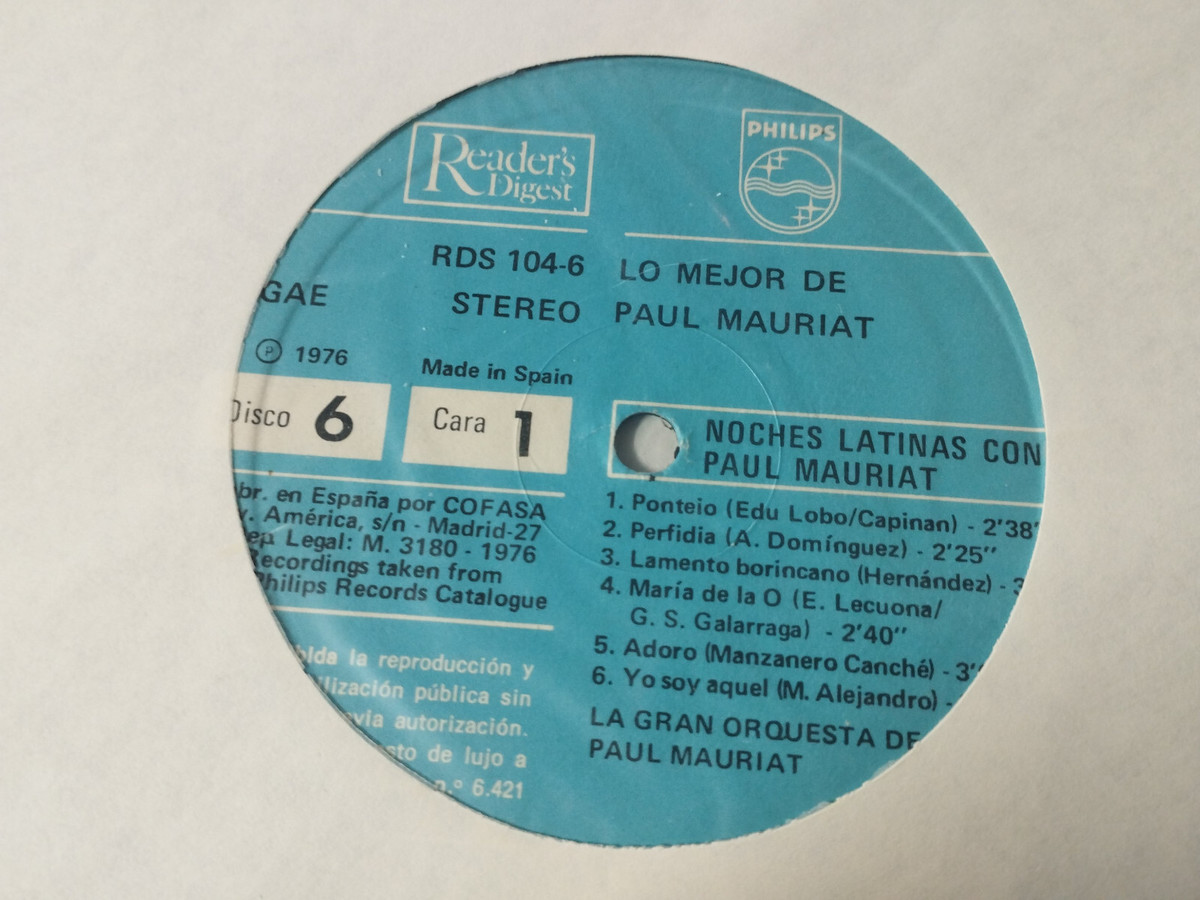 Reader's
Digest
PHILIPS
RDS 104-6
STEREO
GAE
Ⓟ 1976
Made in Spain
Disco 6
Cara 1
br. en España por COFASA
América, s/n - Madrid-27
Legal: M. 3180 - 1976
Recordings taken from
Philips Records Catalogue
la reproducción y
pública sin
autorización.
de lujo a
n.º 6.421
LO MEJOR DE
PAUL MAURIAT
NOCHES LATINAS CON
PAUL MAURIAT
1. Ponteio (Edu Lobo/Capinan) - 2'38'
2. Perfidia (A. Domínguez) - 2'25''
3. Lamento borincano (Hernández) -
4. María de la O (E. Lecuona/
G. S. Galarraga) - 2'40''
5. Adoro (Manzanero Canché) - 3'
6. Yo soy aquel (M. Alejandro) -
LA GRAN ORQUESTA DE
PAUL MAURIAT